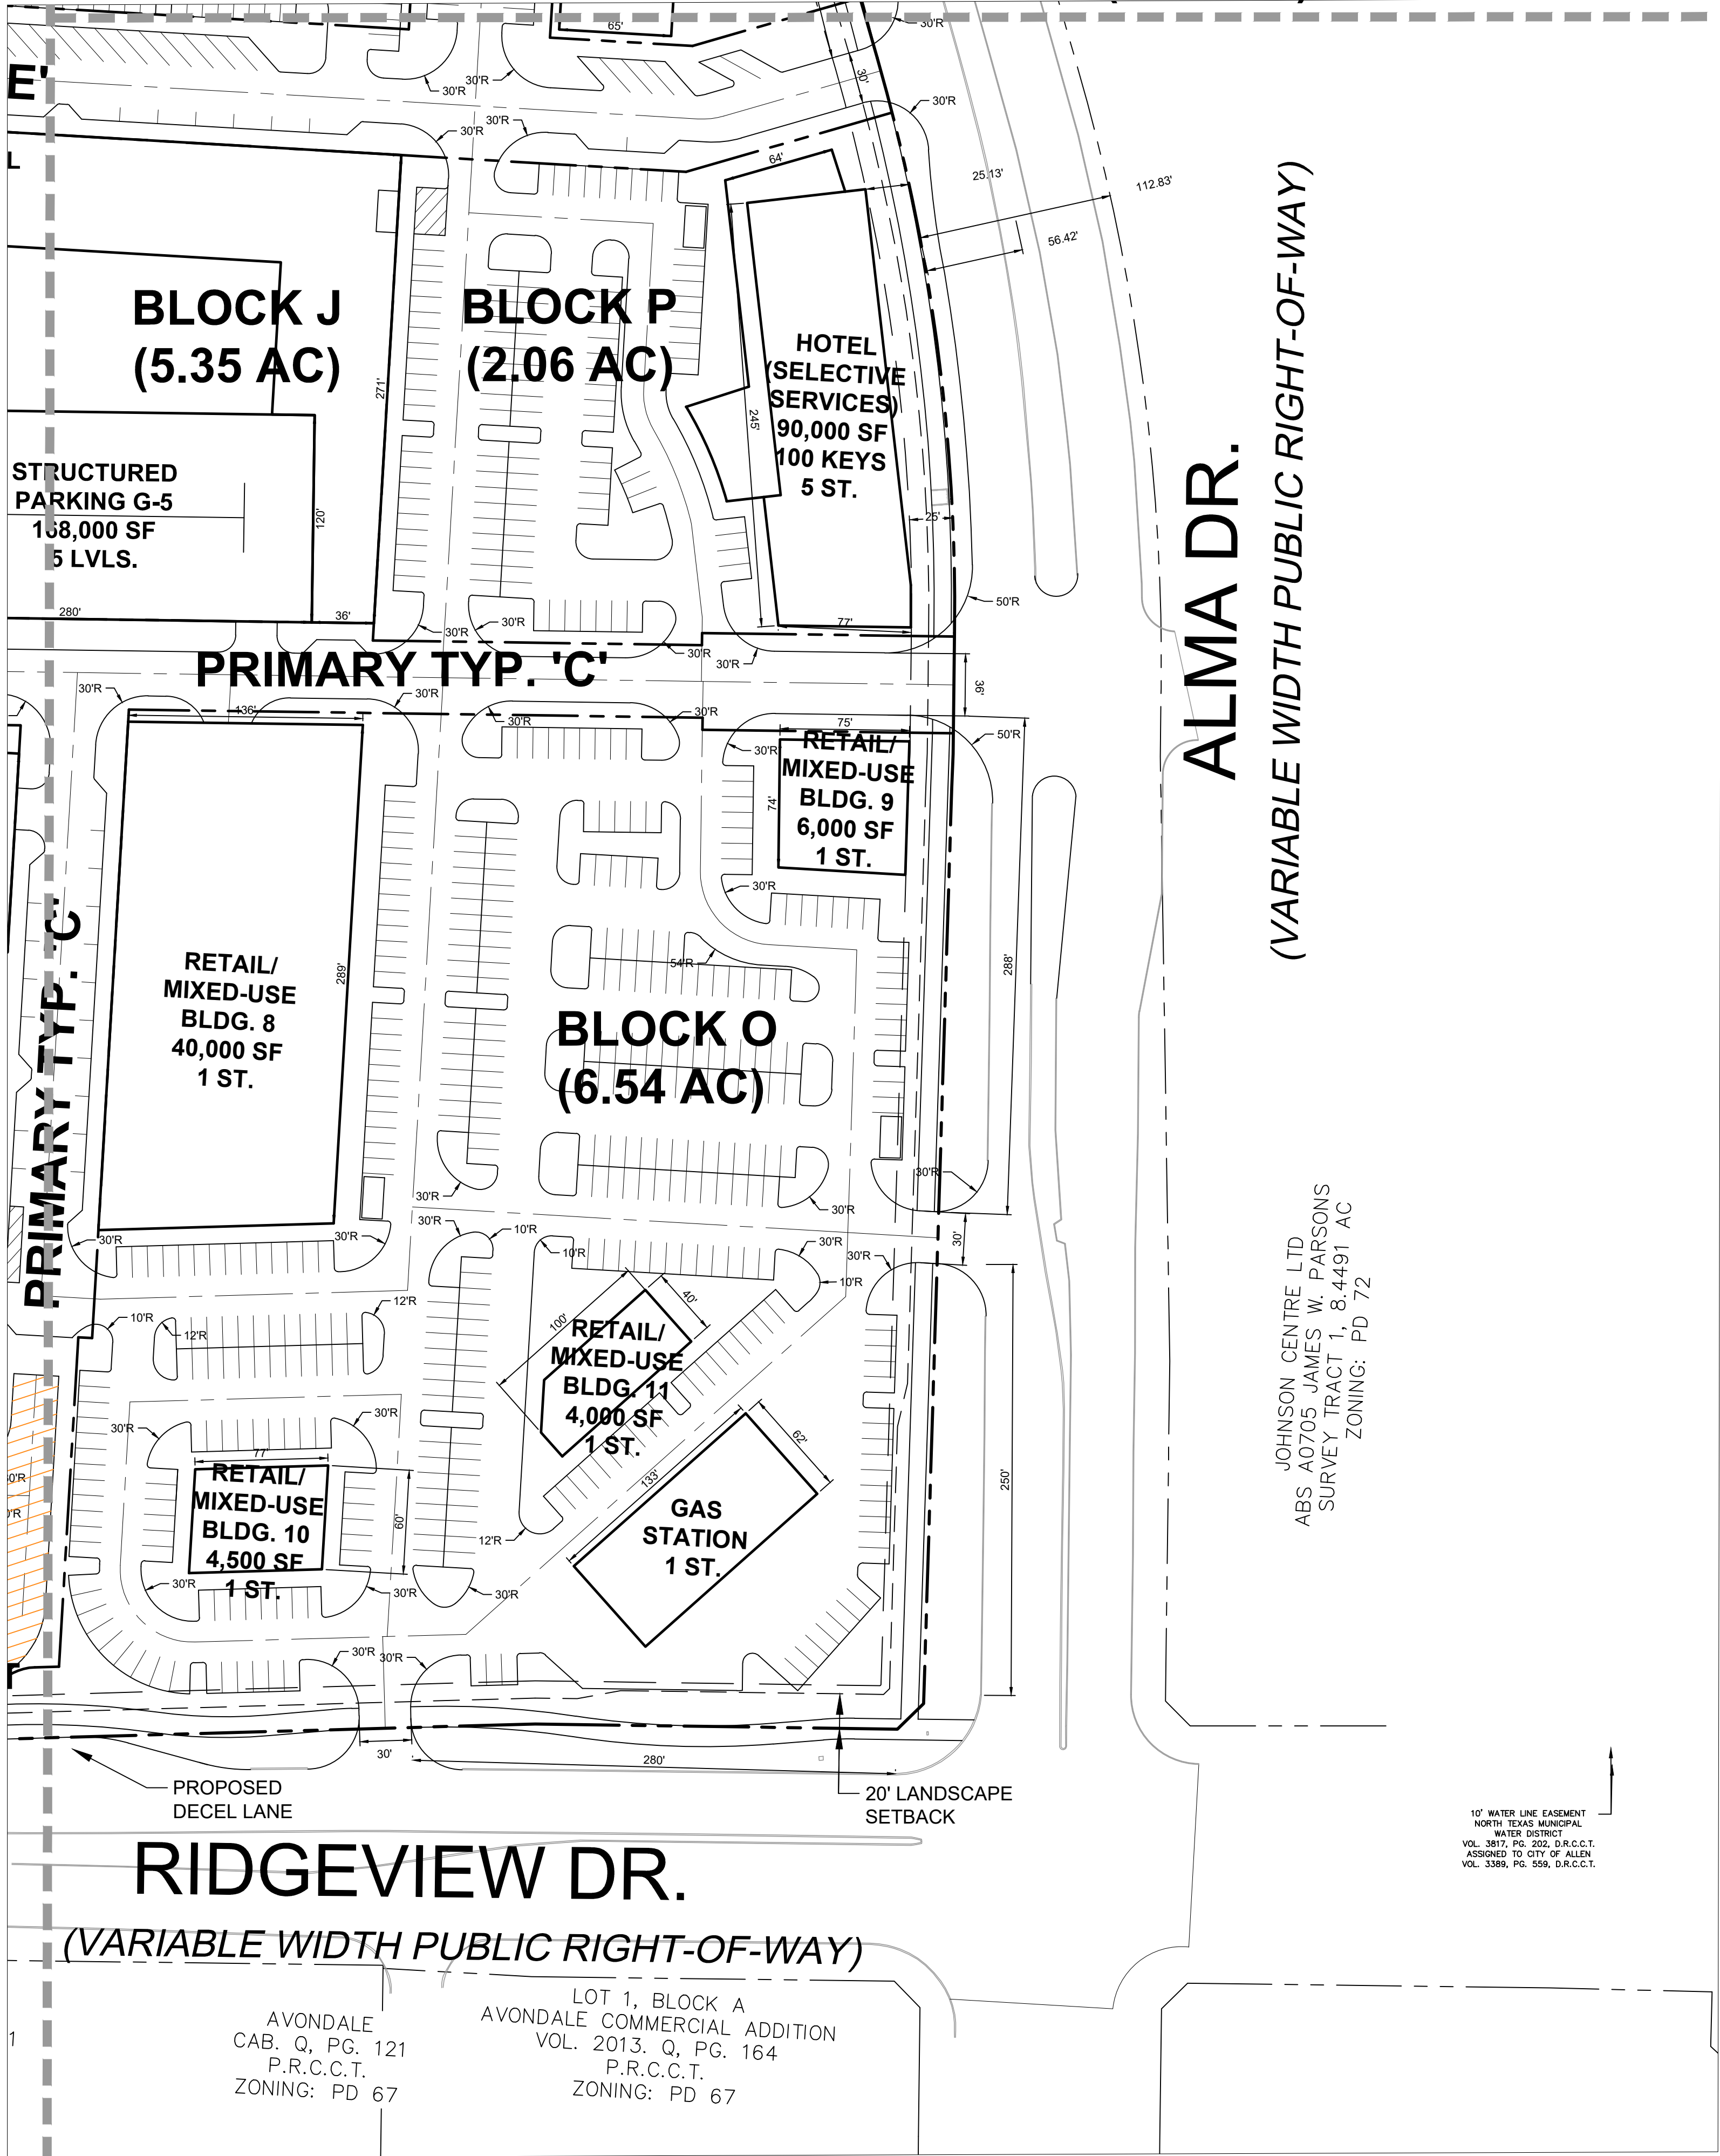 65'
30'R
30'R
30'R
30'
30'R
30'R
30'R
E'
L
64'
25.13'
112.83'
56.42'
BLOCK J
(5.35 AC)
BLOCK P
(2.06 AC)
271'
245'
HOTEL
(SELECTIVE
SERVICES)
90,000 SF
100 KEYS
5 ST.
25'
STRUCTURED
PARKING G-5
168,000 SF
5 LVLS.
120'
280'
36'
30'R
30'R
30'R
30'R
77'
50'R
36'
ALMA DR.
(VARIABLE WIDTH PUBLIC RIGHT-OF-WAY)
PRIMARY TYP. 'C'
30'R
136'
30'R
30'R
30'R
75'
50'R
30'R
74'
RETAIL/
MIXED-USE
BLDG. 9
6,000 SF
1 ST.
30'R
PRIMARY TYP. 'C'
RETAIL/
MIXED-USE
BLDG. 8
40,000 SF
1 ST.
289'
54'R
288'
BLOCK O
(6.54 AC)
30'R
30'R
30'R
30'R
30'R
30'R
10'R
10'R
30'R
30'R
30'
10'R
10'R
12'R
12'R
100'
40'
RETAIL/
MIXED-USE
BLDG. 11
4,000 SF
1 ST.
30'R
30'R
77'
RETAIL/
MIXED-USE
BLDG. 10
4,500 SF
1 ST.
60'
30'R
30'R
12'R
30'R
133'
62'
GAS
STATION
1 ST.
250'
30'R
30'R
30'
280'
PROPOSED
DECEL LANE
20' LANDSCAPE
SETBACK
JOHNSON CENTRE LTD
ABS A0705 JAMES W. PARSONS
SURVEY TRACT 1, 8.4491 AC
ZONING: PD 72
10' WATER LINE EASEMENT
NORTH TEXAS MUNICIPAL
WATER DISTRICT
VOL. 3817, PG. 202, D.R.C.C.T.
ASSIGNED TO CITY OF ALLEN
VOL. 3389, PG. 559, D.R.C.C.T.
RIDGEVIEW DR.
(VARIABLE WIDTH PUBLIC RIGHT-OF-WAY)
AVONDALE
CAB. Q, PG. 121
P.R.C.C.T.
ZONING: PD 67
LOT 1, BLOCK A
AVONDALE COMMERCIAL ADDITION
VOL. 2013. Q, PG. 164
P.R.C.C.T.
ZONING: PD 67
1